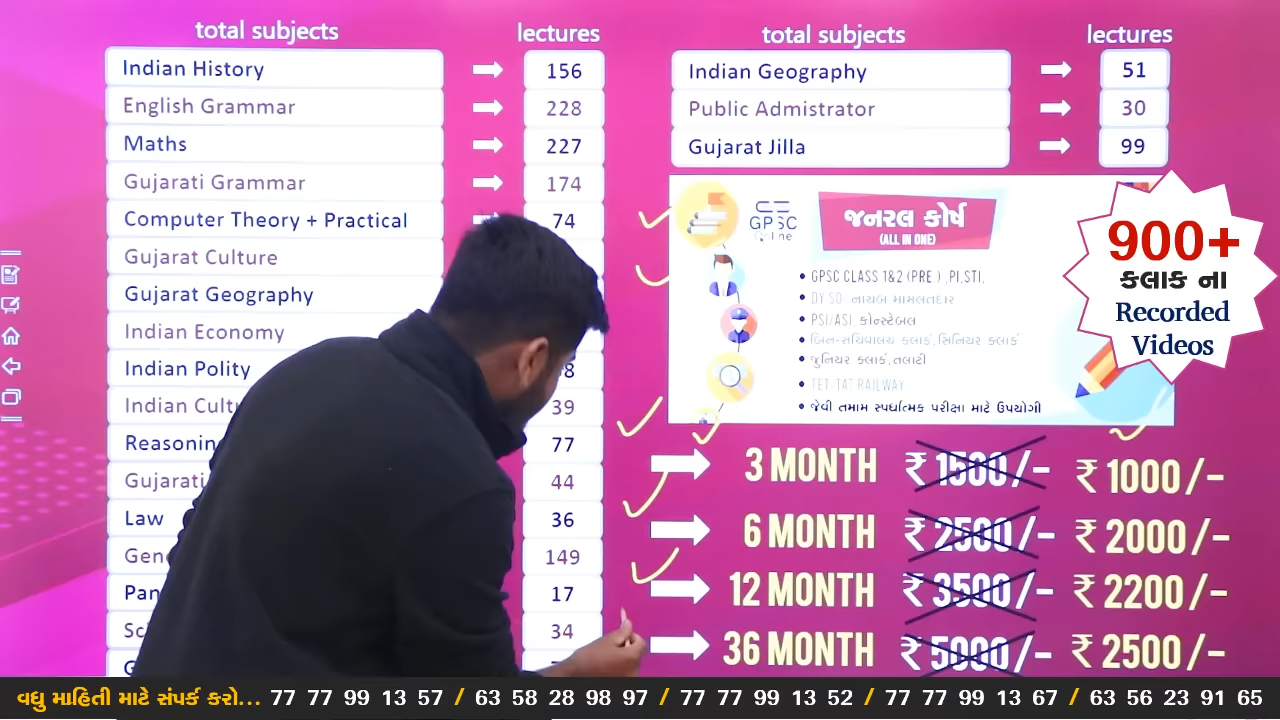 total subjects lectures
Indian History 156
English Grammar 228
Maths 227
Gujarati Grammar 174
Computer Theory + Practical 74
Gujarat Culture
Gujarat Geography
Indian Economy
Indian Polity
Indian 39
77
Gujarati 44
Law 36
149
17
34
total subjects lectures
Indian Geography 51
Public Admistrator 30
Gujarat Jilla 99
GPSC
જનરલ કોર્ષ
(ALL IN ONE)
• GPSC CLASS 1&2 (PRE.) ,PI,STI,
• DY SO, નાયબ મામલતદાર
• PSI/ASI, કોન્સ્ટેબલ
• બિન-સચિવાલય કલાર્ક, સિનિયર કલાર્ક
• જુનિયર કલાર્ક, તલાટી
• TET-TAT RAILWAY
• જેવી તમામ સ્પર્ધાત્મક પરીક્ષા માટે ઉપયોગી
900+
કલાક ના
Recorded
Videos
3 MONTH ₹ 1500/- ₹ 1000/-
6 MONTH ₹ 2500/- ₹ 2000/-
12 MONTH ₹ 3500/- ₹ 2200/-
36 MONTH ₹ 5000/- ₹ 2500/-
વધુ માહિતી માટે સંપર્ક કરો... 77 77 99 13 57 / 63 58 28 98 97 / 77 77 99 13 52 / 77 77 99 13 67 / 63 56 23 91 65